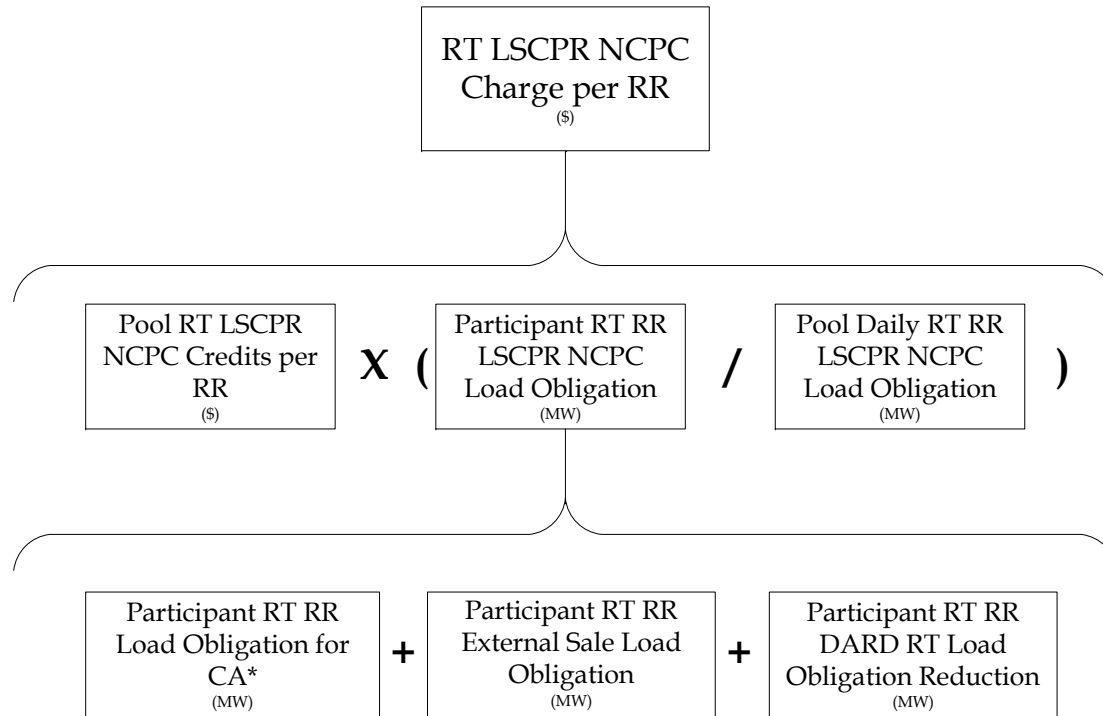 RT LSCPR NCPC
Charge per RR
($)
Pool RT LSCPR
NCPC Credits per
RR
($)
X
(
Participant RT RR
LSCPR NCPC
Load Obligation
(MW)
/
Pool Daily RT RR
LSCPR NCPC
Load Obligation
(MW)
)
Participant RT RR
Load Obligation for
CA*
(MW)
+
Participant RT RR
External Sale Load
Obligation
(MW)
+
Participant RT RR
DARD RT Load
Obligation Reduction
(MW)